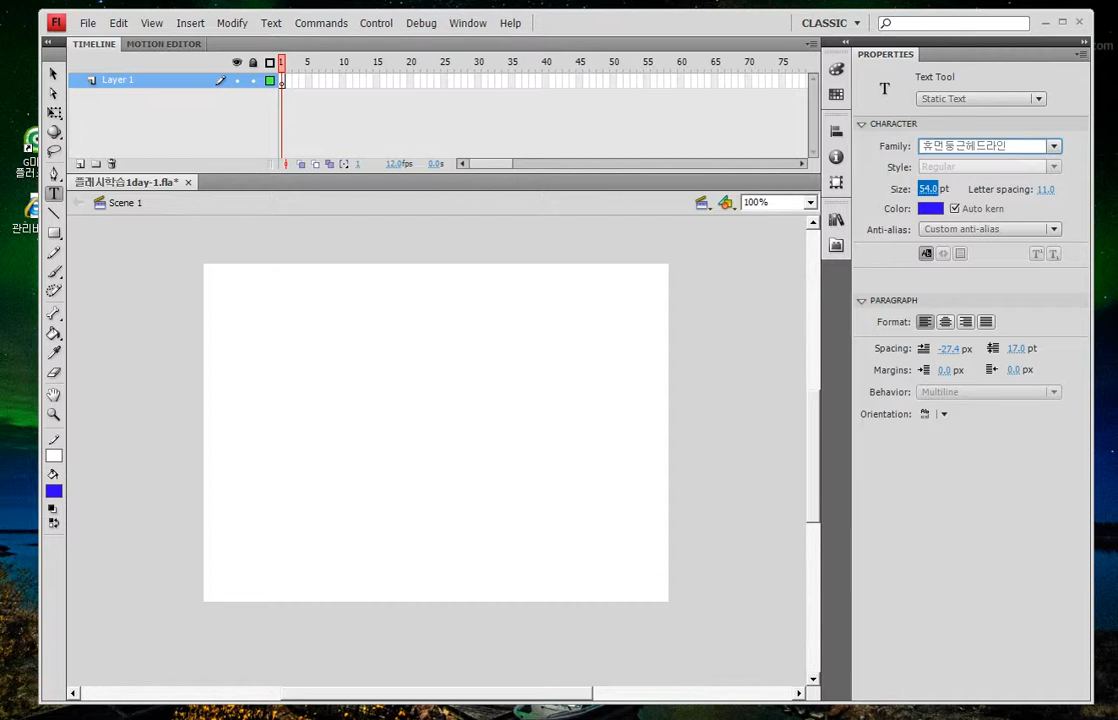 Fl File Edit View Insert Modify Text Commands Control Debug Window Help CLASSIC
.com
TIMELINE MOTION EDITOR
PROPERTIES
1 5 10 15 20 25 30 35 40 45 50 55 60 65 70 75
Layer 1
T Text Tool
Static Text
CHARACTER
Family: 휴먼둥근헤드라인
Style: Regular
1 12.0fps 0.0s
플래시학습1day-1.fla*
Size: 54.0 pt Letter spacing: 11.0
Scene 1 100%
Color: Auto kern
Anti-alias: Custom anti-alias
PARAGRAPH
Format:
Spacing: -27.4 px 17.0 pt
Margins: 0.0 px 0.0 px
Behavior: Multiline
Orientation: